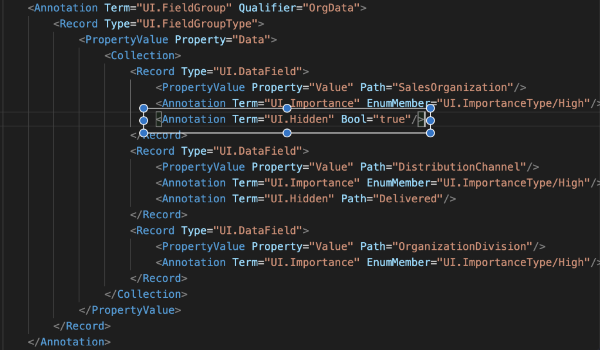 <Annotation Term="UI.FieldGroup" Qualifier="OrgData">
<Record Type="UI.FieldGroupType">
<PropertyValue Property="Data">
<Collection>
<Record Type="UI.DataField">
<PropertyValue Property="Value" Path="SalesOrganization"/>
<Annotation Term="UI.Importance" EnumMember="UI.ImportanceType/High"/>
<Annotation Term="UI.Hidden" Bool="true"/>
</Record>
<Record Type="UI.DataField">
<PropertyValue Property="Value" Path="DistributionChannel"/>
<Annotation Term="UI.Importance" EnumMember="UI.ImportanceType/High"/>
<Annotation Term="UI.Hidden" Path="Delivered"/>
</Record>
<Record Type="UI.DataField">
<PropertyValue Property="Value" Path="OrganizationDivision"/>
<Annotation Term="UI.Importance" EnumMember="UI.ImportanceType/High"/>
</Record>
</Collection>
</PropertyValue>
</Record>
</Annotation>